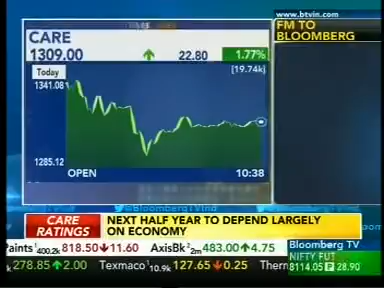 www.btvin.com
CARE
1309.00 22.80 1.77%
FM TO
BLOOMBERG
Today
[19.74k]
1341.08
1285.12
OPEN 10:38
@BloombergTVInd
CARE
RATINGS
NEXT HALF YEAR TO DEPEND LARGELY
ON ECONOMY
Paints 400.2k 818.50 11.60 AxisBk 2m 483.00 4.75
k 278.85 2.00 Texmaco 10.9k 127.65 0.25 Therm
Bloomberg TV
NIFTY FUT
8114.05 P 28.90